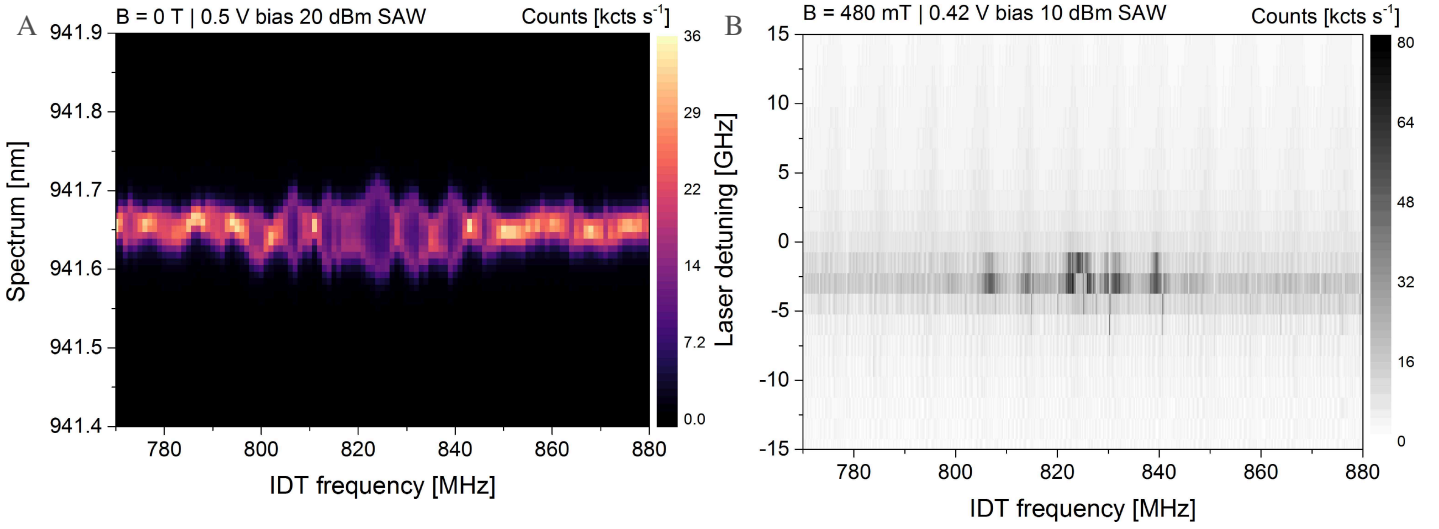 A
B = 0 T | 0.5 V bias 20 dBm SAW
Counts [kcts s⁻¹]
941.9
941.8
941.7
941.6
941.5
941.4
Spectrum [nm]
780 800 820 840 860 880
IDT frequency [MHz]
36
29
22
14
7.2
0.0
B
B = 480 mT | 0.42 V bias 10 dBm SAW
Counts [kcts s⁻¹]
15
10
5
0
-5
-10
-15
Laser detuning [GHz]
780 800 820 840 860 880
IDT frequency [MHz]
80
64
48
32
16
0